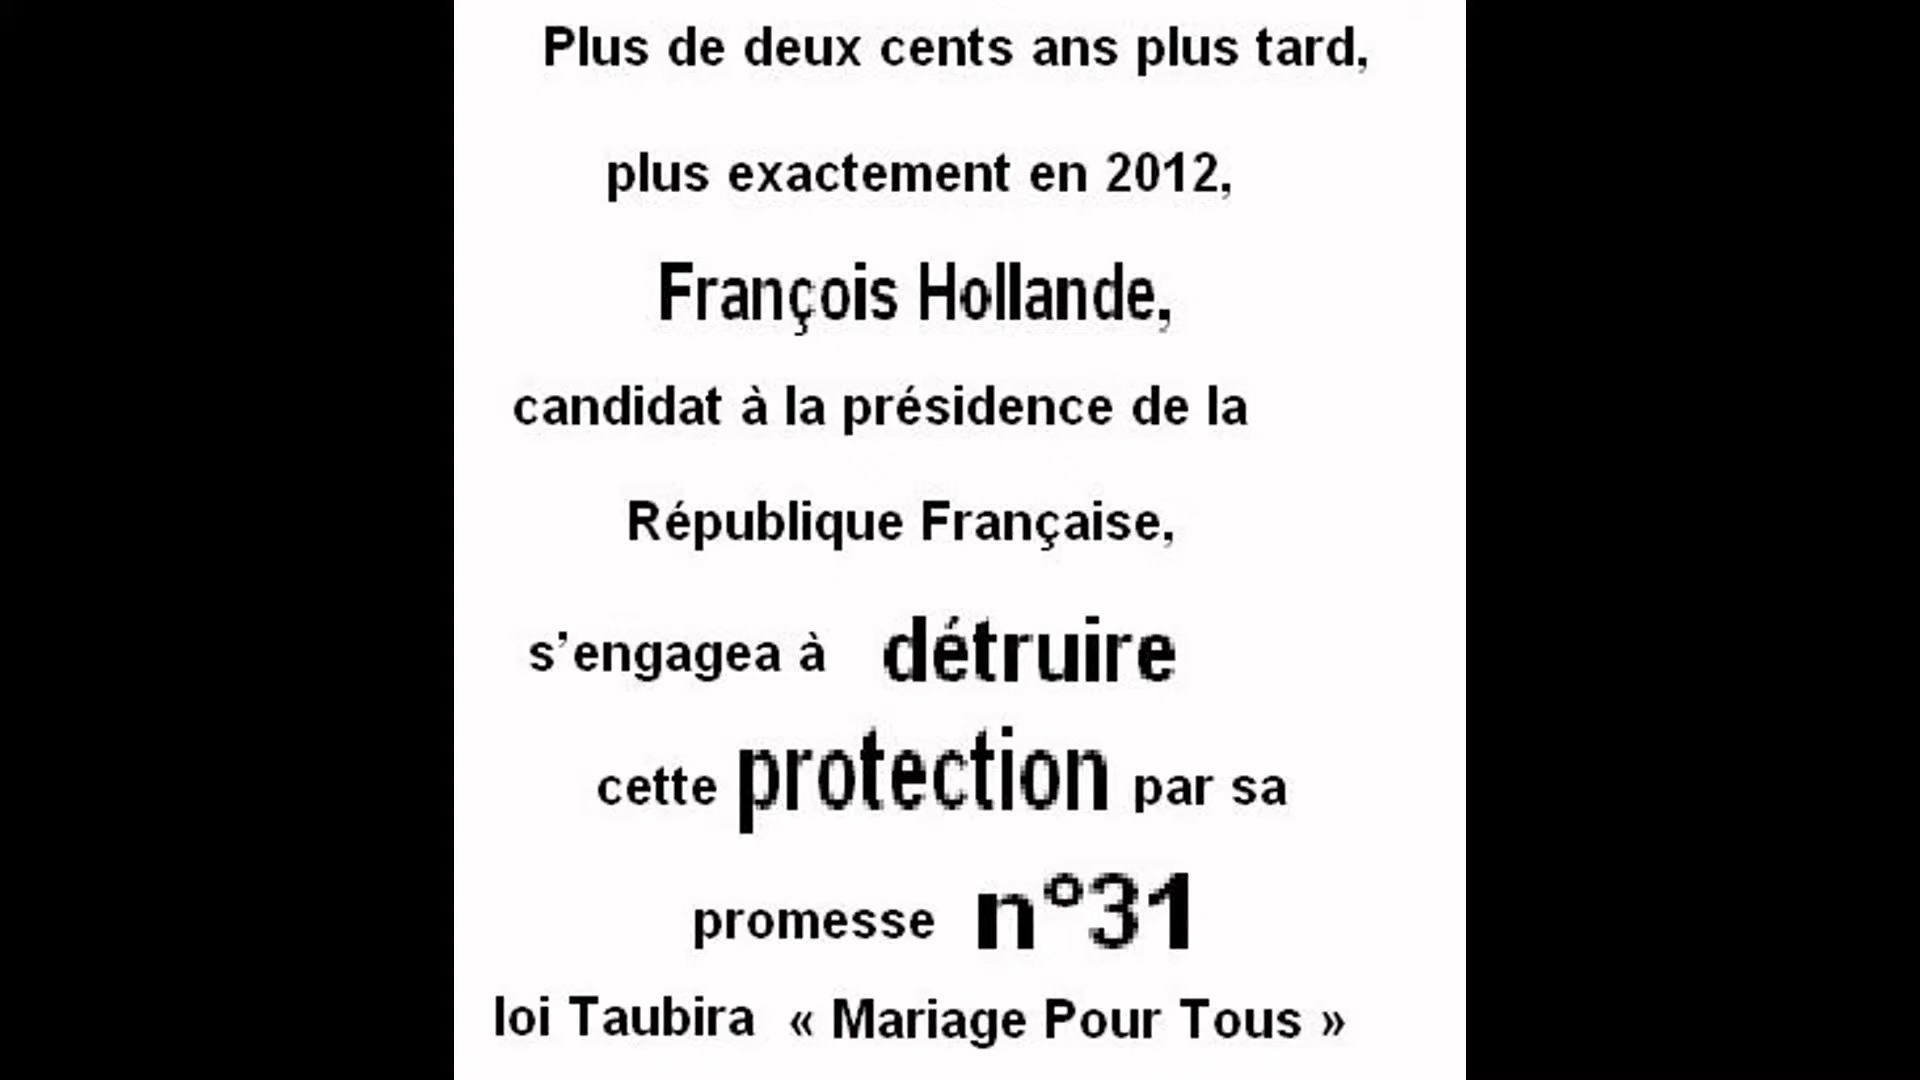 Plus de deux cents ans plus tard,
plus exactement en 2012,
François Hollande,
candidat à la présidence de la
République Française,
s’engagea à détruire
cette protection par sa
promesse n°31
loi Taubira « Mariage Pour Tous »